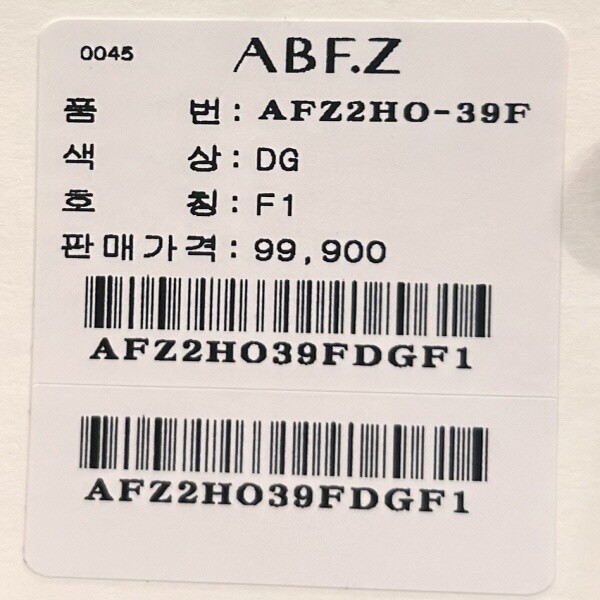 0045 ABF.Z
품 번: AFZ2HO-39F
색 상: DG
호 칭: F1
판매가격: 99,900
AFZ2HO39FDGF1
AFZ2HO39FDGF1